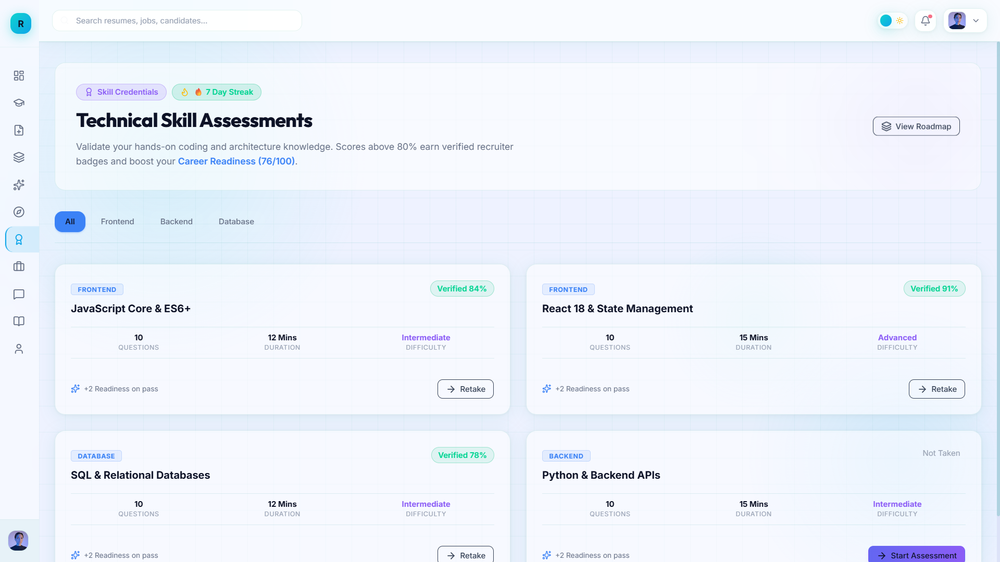 R
Search resumes, jobs, candidates...
Skill Credentials
🔥 7 Day Streak
Technical Skill Assessments
View Roadmap
Validate your hands-on coding and architecture knowledge. Scores above 80% earn verified recruiter
badges and boost your Career Readiness (76/100).
All Frontend Backend Database
FRONTEND
Verified 84%
JavaScript Core & ES6+
10 12 Mins Intermediate
QUESTIONS DURATION DIFFICULTY
+2 Readiness on pass
Retake
FRONTEND
Verified 91%
React 18 & State Management
10 15 Mins Advanced
QUESTIONS DURATION DIFFICULTY
+2 Readiness on pass
Retake
DATABASE
Verified 78%
SQL & Relational Databases
10 12 Mins Intermediate
QUESTIONS DURATION DIFFICULTY
+2 Readiness on pass
Retake
BACKEND
Not Taken
Python & Backend APIs
10 15 Mins Intermediate
QUESTIONS DURATION DIFFICULTY
+2 Readiness on pass
Start Assessment